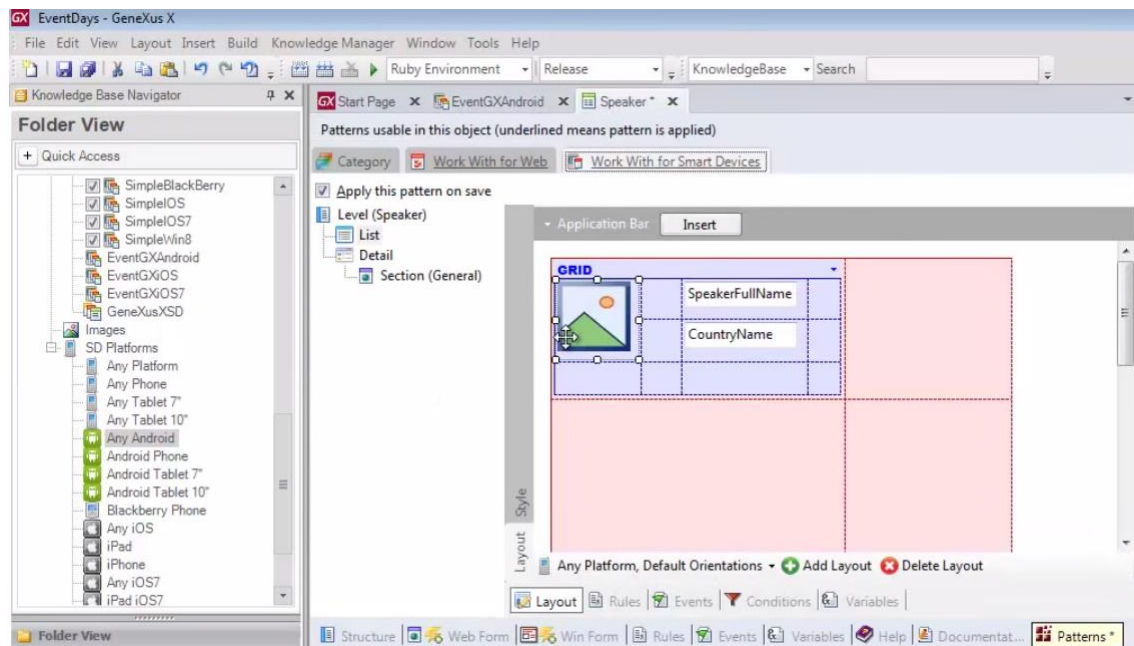 GX EventDays - GeneXus X
File Edit View Layout Insert Build Knowledge Manager Window Tools Help
Ruby Environment Release KnowledgeBase Search
Knowledge Base Navigator
Folder View
+ Quick Access
SimpleBlackBerry
SimpleIOS
SimpleIOS7
SimpleWin8
EventGXAndroid
EventGXiOS
EventGXiOS7
GeneXusXSD
Images
SD Platforms
Any Platform
Any Phone
Any Tablet 7"
Any Tablet 10"
Any Android
Android Phone
Android Tablet 7"
Android Tablet 10"
Blackberry Phone
Any iOS
iPad
iPhone
Any iOS7
iPad iOS7
Folder View
GX Start Page EventGXAndroid Speaker *
Patterns usable in this object (underlined means pattern is applied)
Category Work With for Web Work With for Smart Devices
Apply this pattern on save
Level (Speaker)
List
Detail
Section (General)
Application Bar Insert
GRID
SpeakerFullName
CountryName
Style
Layout
Any Platform, Default Orientations Add Layout Delete Layout
Layout Rules Events Conditions Variables
Structure Web Form Win Form Rules Events Variables Help Documentat... Patterns *